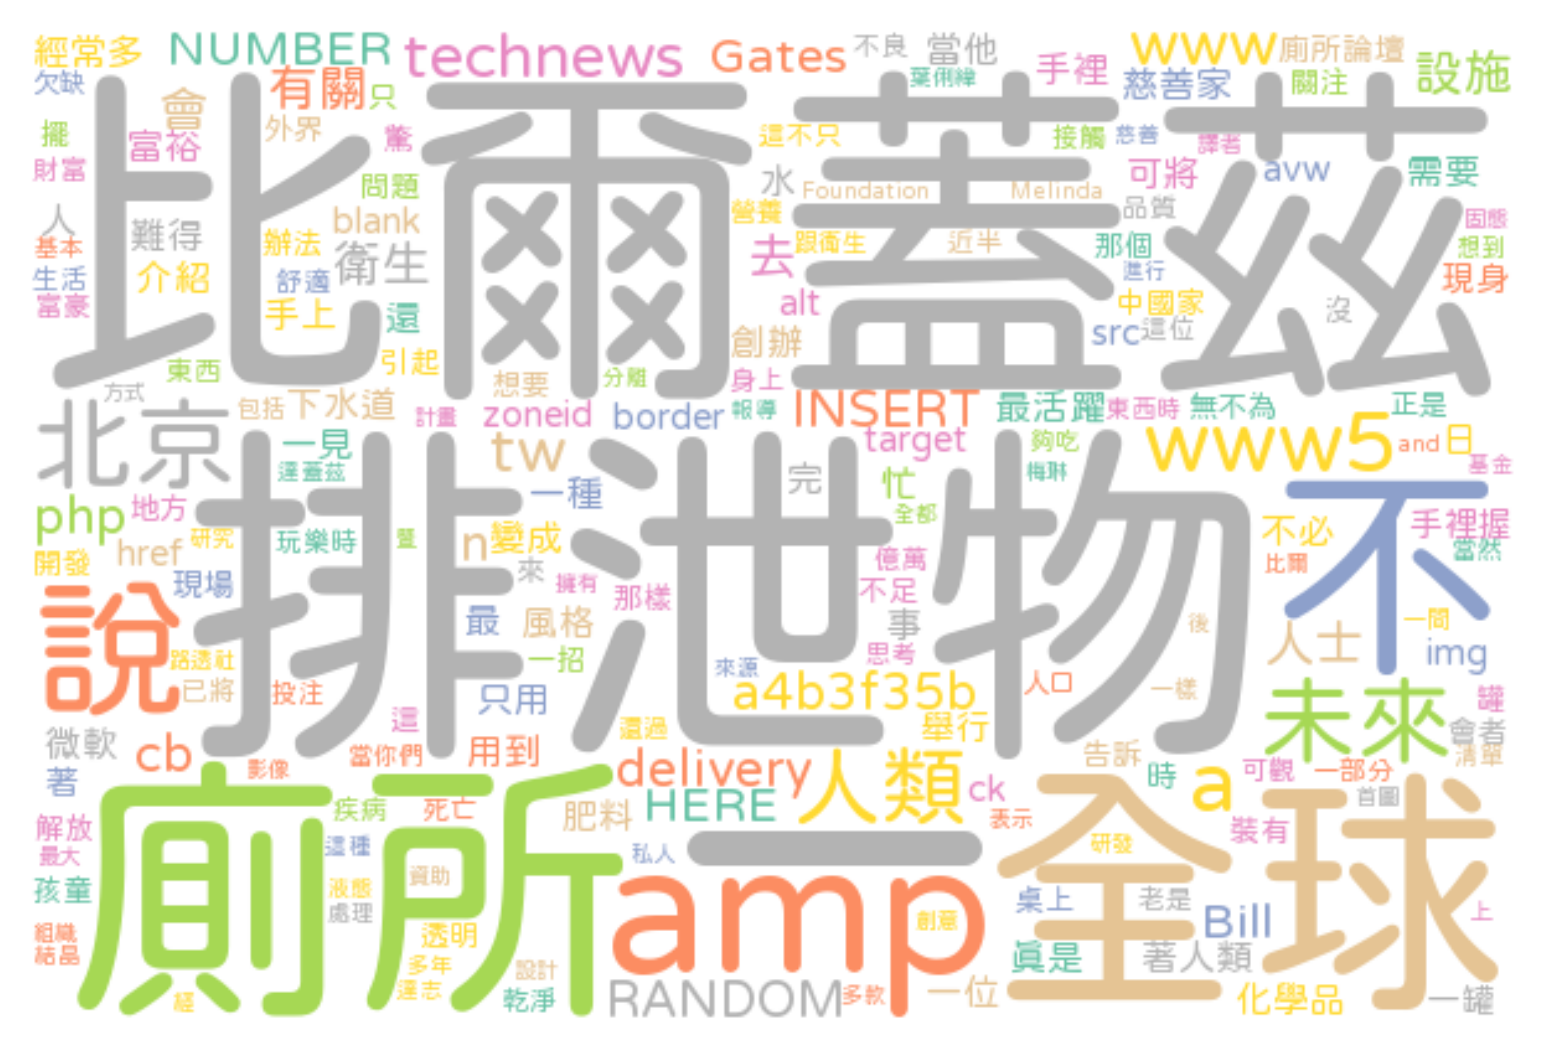 經常多 NUMBER technews Gates 不良 當他 www 廁所論壇 設施
欠缺 有關 只 葉俐緯 手裡 慈善家 關注
會 比爾蓋茲
擺 富裕 外界 驚 這不只 接觸 慈善 譯者
財富 問題 水 Foundation Melinda 可將 avw 需要
人 難得 blank 營養 品質 固態
基本 辦法 衛生 去 跟衛生 近半 那個 想到
生活 介紹 舒適 進行 現身
富豪 手上 還 alt 中國家 沒
引起 創辦 src 這位
東西 想要 分離 身上
方式 包括 下水道 計畫 zoneid border 報導 INSERT 最活躍 東西時 無不為 正是
北京 一見 tw target 夠吃 www5 and 日
達蓋茲 一種 完 忙 梅琳 基金
php 地方 排泄物 全都 不 手裡握
開發 href 研究 玩樂時 暨 n 變成 億萬 不必 當然
現場 來 擁有 那樣 不足 比爾
說 最 風格 事 後 人士 一間
路透社 一招 來源 思考 img
已將 投注 只用 a4b3f35b 人口 一樣 未來 罐
微軟 cb 這 還過 舉行 會者
著 影像 當你們 用到 delivery 人類 告訴 時 可觀 一部分 清單
廁所 疾病 死亡 肥料 HERE ck a 首圖
解放 表示 全球 裝有
最大 這種 私人 一 研發
孩童 液態 資助 桌上 老是 上
組織 處理 透明 amp 創意 Bill
結晶 多年 設計 真是 著人類
經 達志 乾淨 RANDOM 多款 一位 化學品 一罐